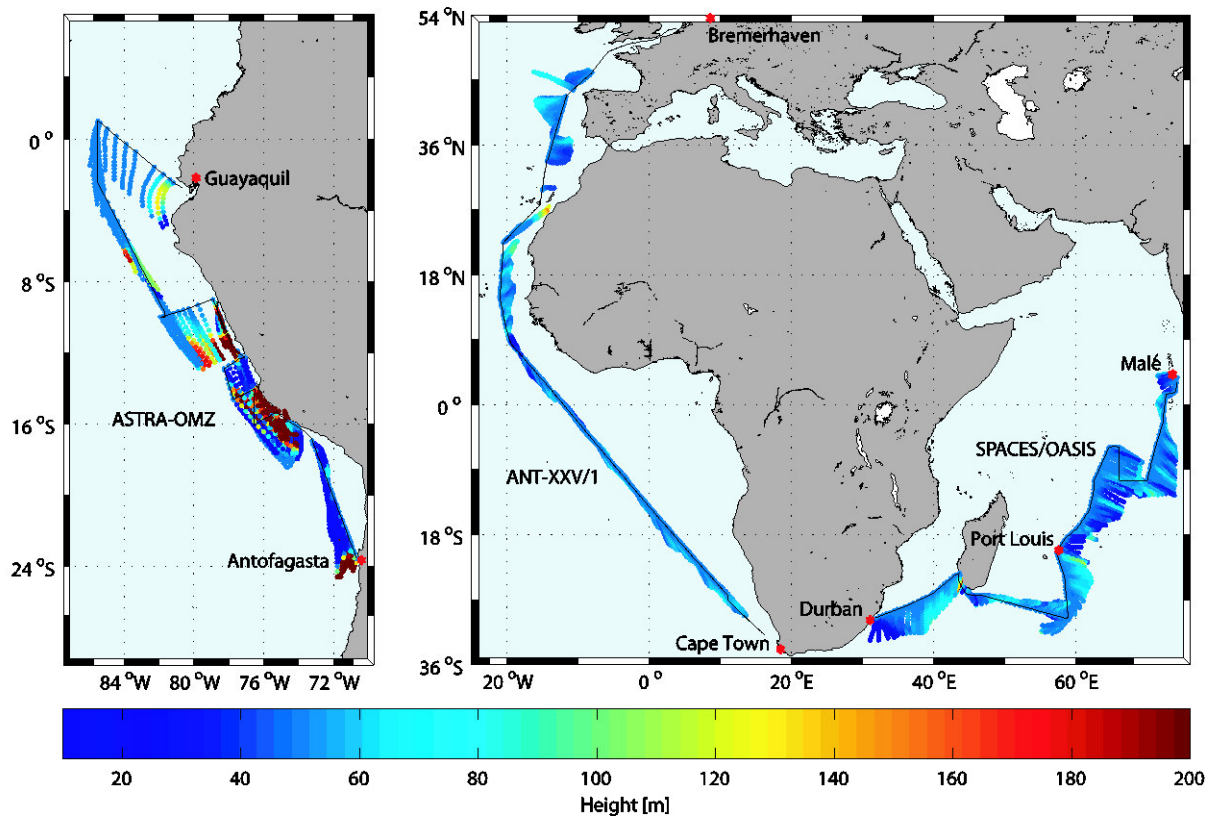 0 °
8 °S
16 °S
24 °S
84 °W
80 °W
76 °W
72 °W
Guayaquil
ASTRA-OMZ
Antofagasta
54 °N
36 °N
18 °N
0 °
18 °S
36 °S
20 °W
0 °
20 °E
40 °E
60 °E
Bremerhaven
Malé
SPACES/OASIS
ANT-XXV/1
Port Louis
Durban
Cape Town
20 40 60 80 100 120 140 160 180 200
Height [m]